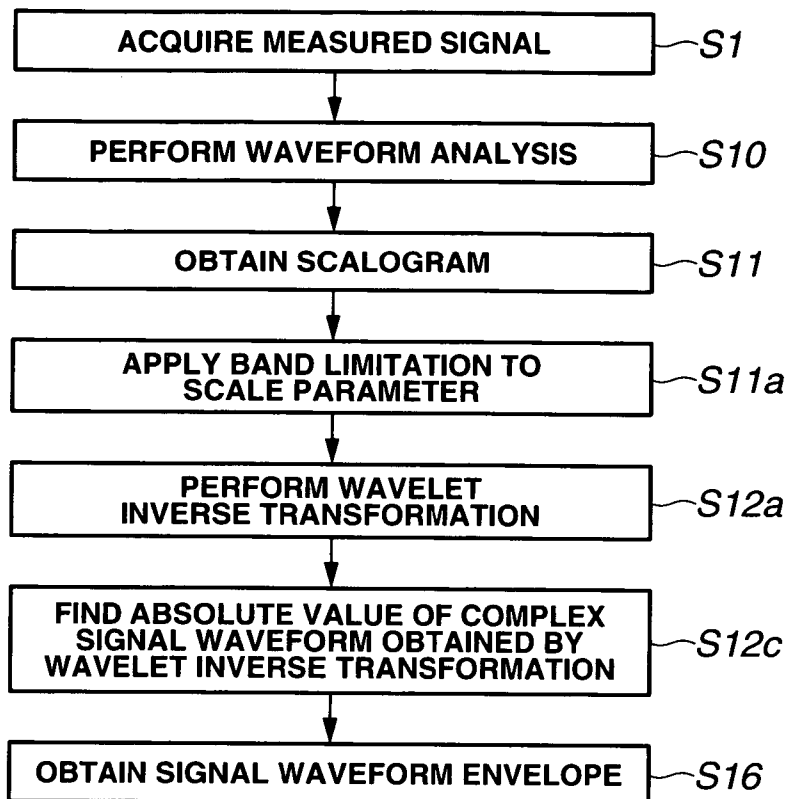 ACQUIRE MEASURED SIGNAL
S1
PERFORM WAVEFORM ANALYSIS
S10
OBTAIN SCALOGRAM
S11
APPLY BAND LIMITATION TO
SCALE PARAMETER
S11a
PERFORM WAVELET
INVERSE TRANSFORMATION
S12a
FIND ABSOLUTE VALUE OF COMPLEX
SIGNAL WAVEFORM OBTAINED BY
WAVELET INVERSE TRANSFORMATION
S12c
OBTAIN SIGNAL WAVEFORM ENVELOPE
S16